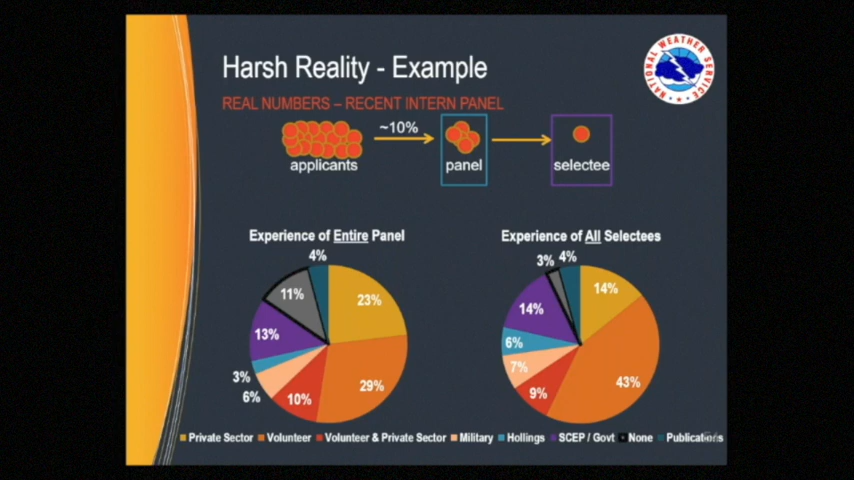 Harsh Reality - Example
NATIONAL WEATHER SERVICE
REAL NUMBERS – RECENT INTERN PANEL
~10%
applicants
panel
selectee
Experience of Entire Panel
4%
23%
29%
10%
6%
3%
13%
11%
Experience of All Selectees
3% 4%
14%
43%
9%
7%
6%
14%
Private Sector Volunteer Volunteer & Private Sector Military Hollings SCEP / Govt None Publications